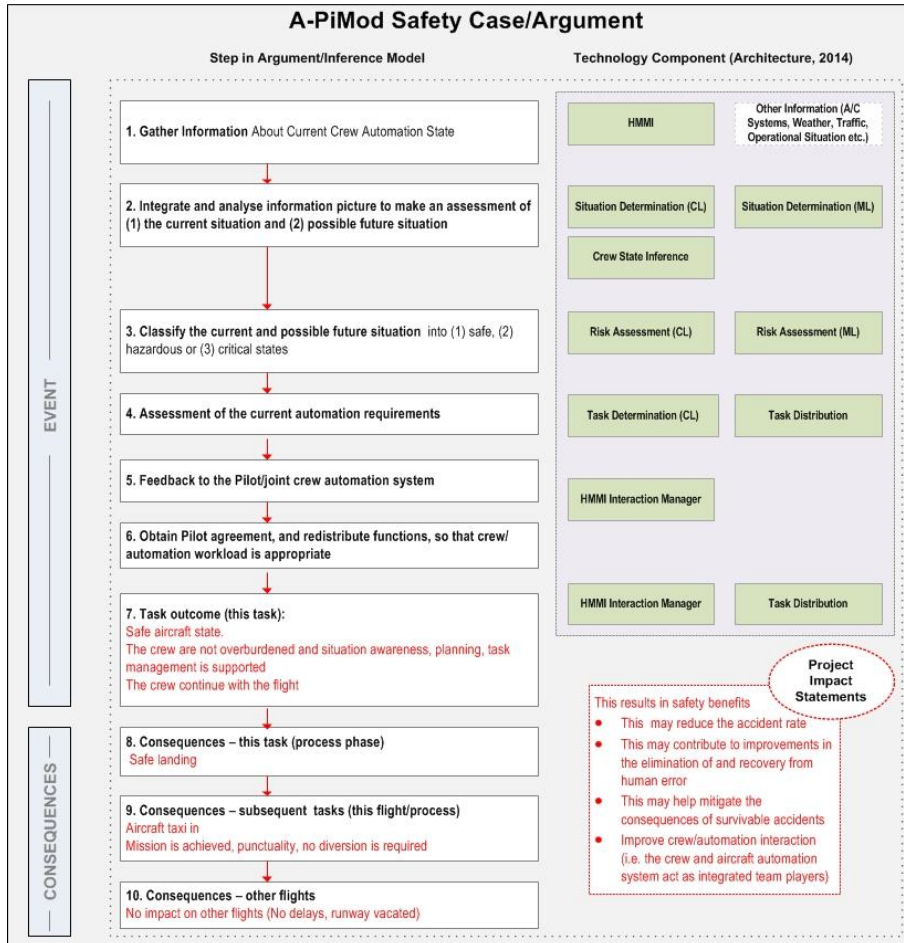 A-PiMod Safety Case/Argument
Step in Argument/Inference Model
Technology Component (Architecture, 2014)
EVENT
1. Gather Information About Current Crew Automation State
HMMI
Other Information (A/C
Systems, Weather, Traffic,
Operational Situation etc.)
2. Integrate and analyse information picture to make an assessment of
(1) the current situation and (2) possible future situation
Situation Determination (CL)
Situation Determination (ML)
Crew State Inference
3. Classify the current and possible future situation into (1) safe, (2)
hazardous or (3) critical states
Risk Assessment (CL)
Risk Assessment (ML)
4. Assessment of the current automation requirements
Task Determination (CL)
Task Distribution
5. Feedback to the Pilot/joint crew automation system
HMMI Interaction Manager
6. Obtain Pilot agreement, and redistribute functions, so that crew/
automation workload is appropriate
7. Task outcome (this task):
Safe aircraft state.
The crew are not overburdened and situation awareness, planning, task
management is supported
The crew continue with the flight
HMMI Interaction Manager
Task Distribution
Project
Impact
Statements
This results in safety benefits
● This may reduce the accident rate
● This may contribute to improvements in
the elimination of and recovery from
human error
● This may help mitigate the
consequences of survivable accidents
● Improve crew/automation interaction
(i.e. the crew and aircraft automation
system act as integrated team players)
CONSEQUENCES
8. Consequences – this task (process phase)
Safe landing
9. Consequences – subsequent tasks (this flight/process)
Aircraft taxi in
Mission is achieved, punctuality, no diversion is required
10. Consequences – other flights
No impact on other flights (No delays, runway vacated)